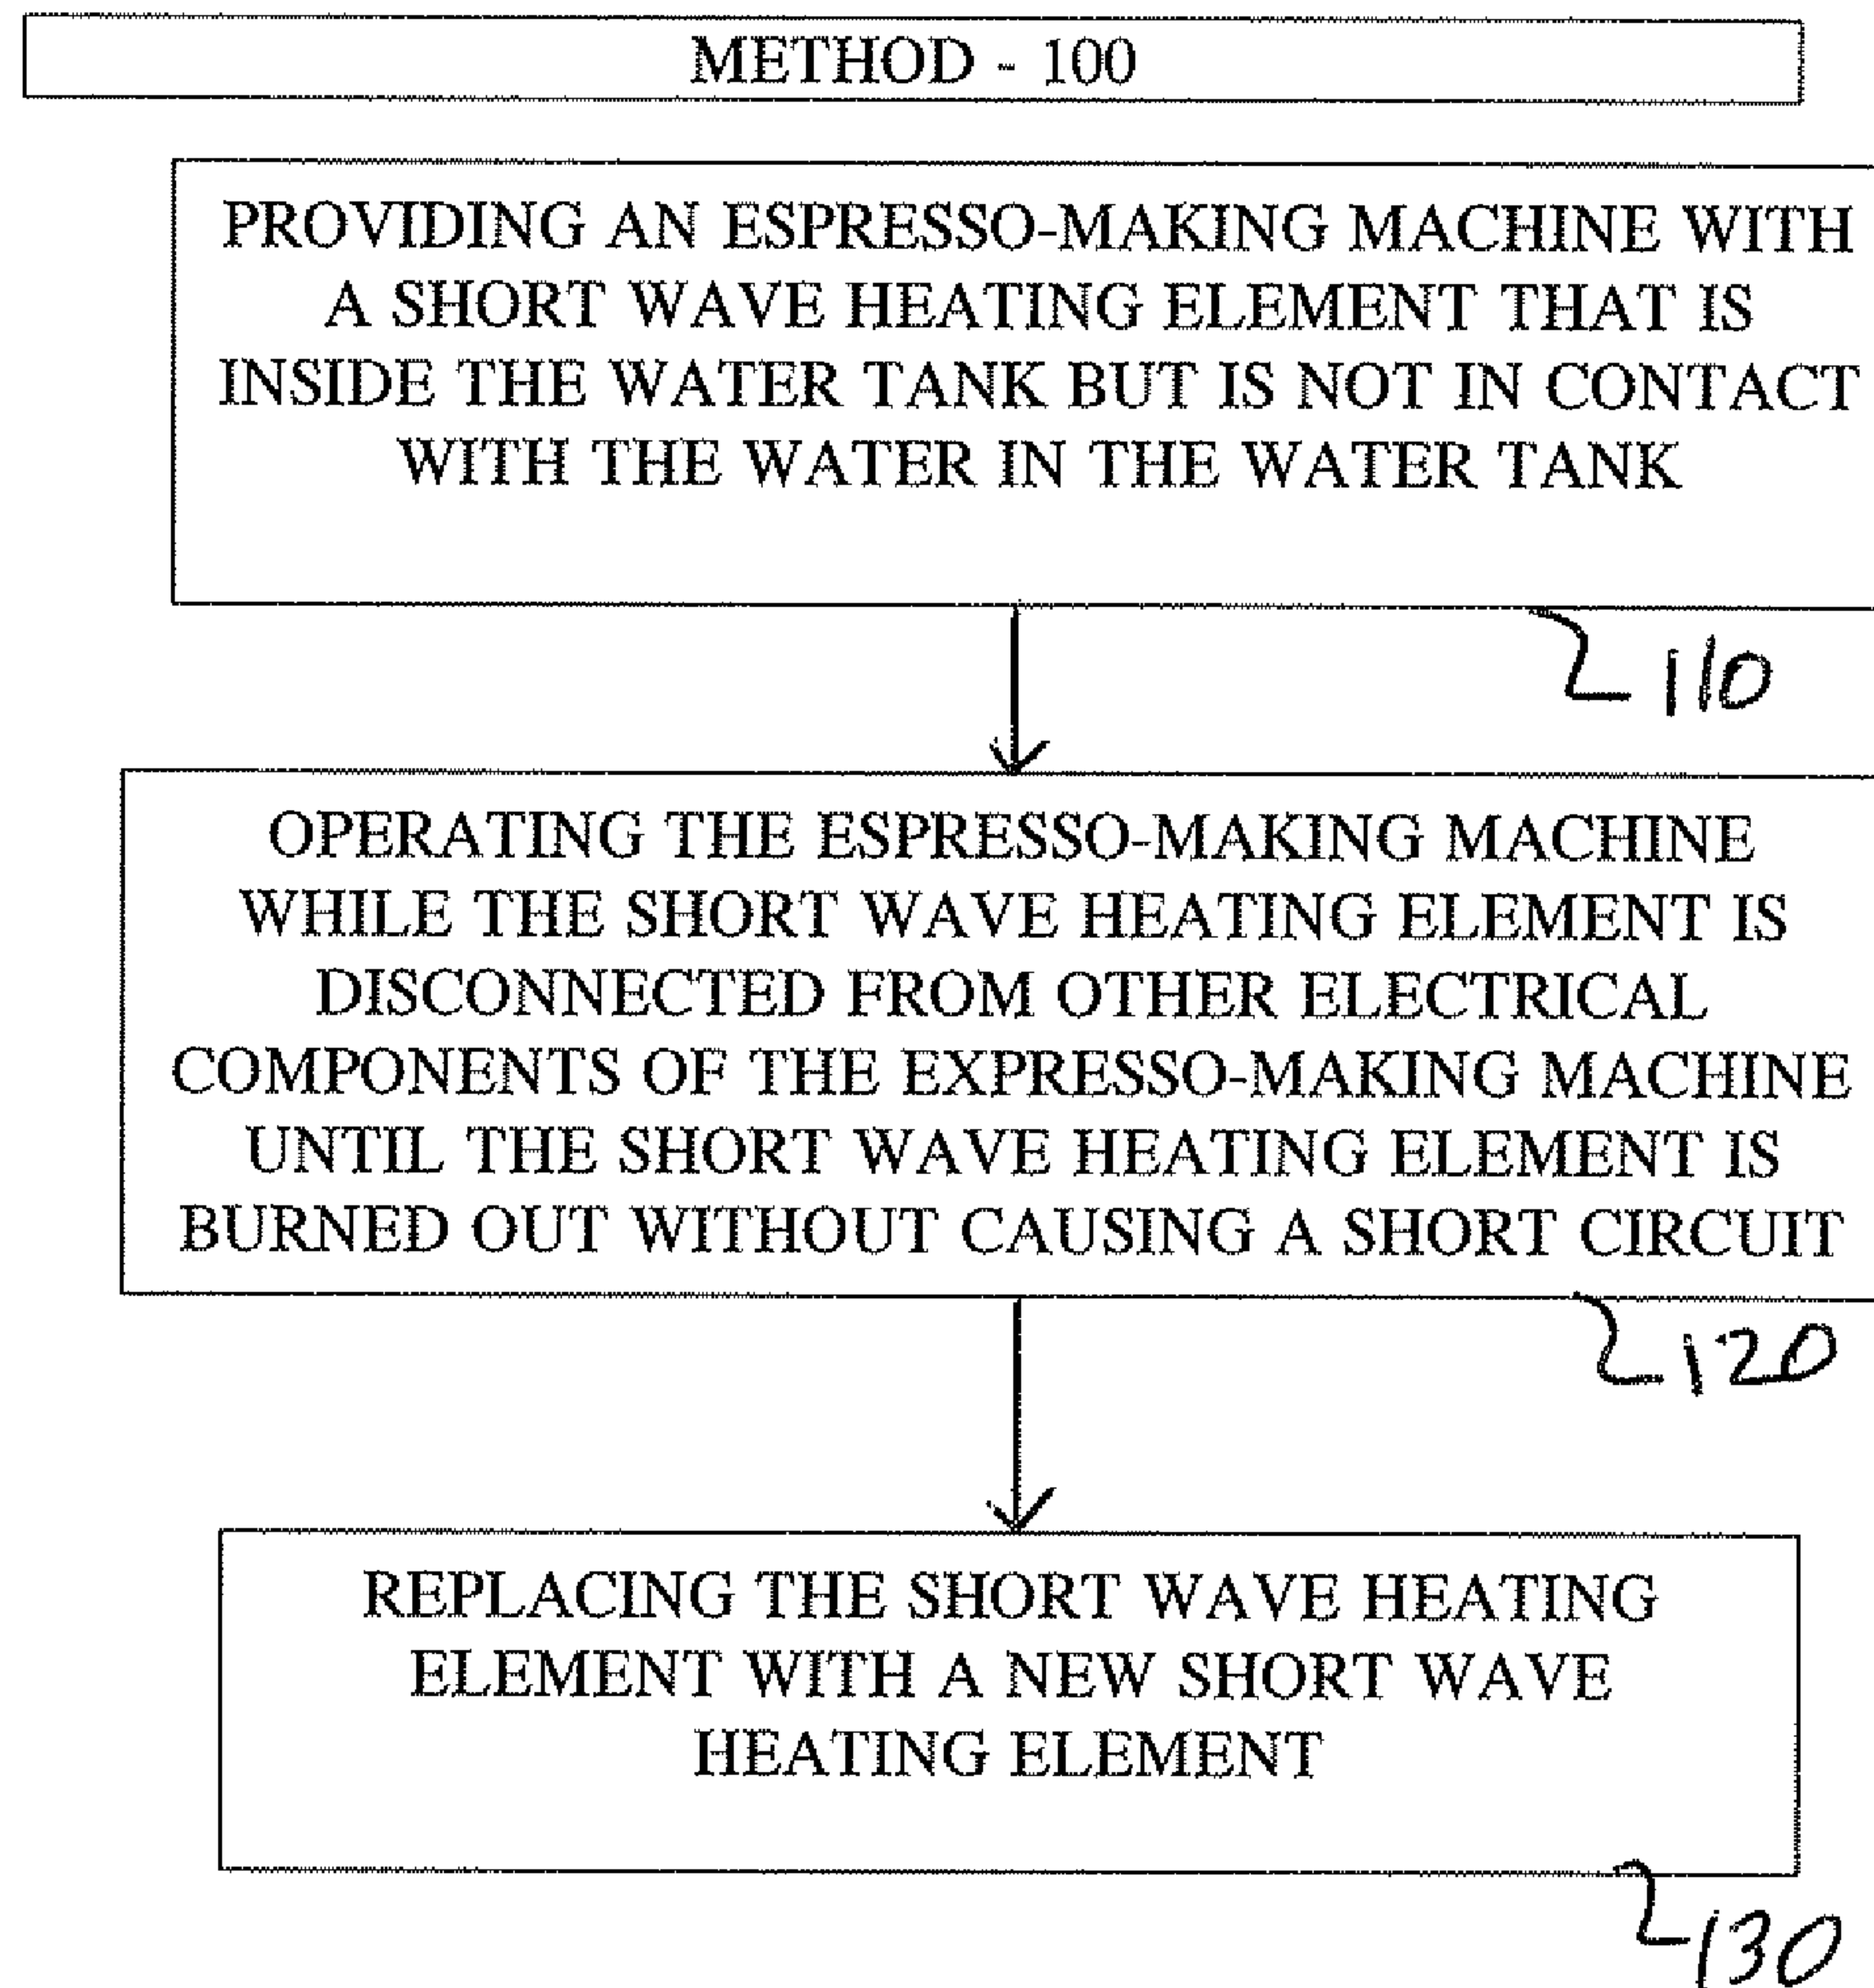 METHOD - 100
PROVIDING AN ESPRESSO-MAKING MACHINE WITH
A SHORT WAVE HEATING ELEMENT THAT IS
INSIDE THE WATER TANK BUT IS NOT IN CONTACT
WITH THE WATER IN THE WATER TANK
110
OPERATING THE ESPRESSO-MAKING MACHINE
WHILE THE SHORT WAVE HEATING ELEMENT IS
DISCONNECTED FROM OTHER ELECTRICAL
COMPONENTS OF THE EXPRESSO-MAKING MACHINE
UNTIL THE SHORT WAVE HEATING ELEMENT IS
BURNED OUT WITHOUT CAUSING A SHORT CIRCUIT
120
REPLACING THE SHORT WAVE HEATING
ELEMENT WITH A NEW SHORT WAVE
HEATING ELEMENT
130